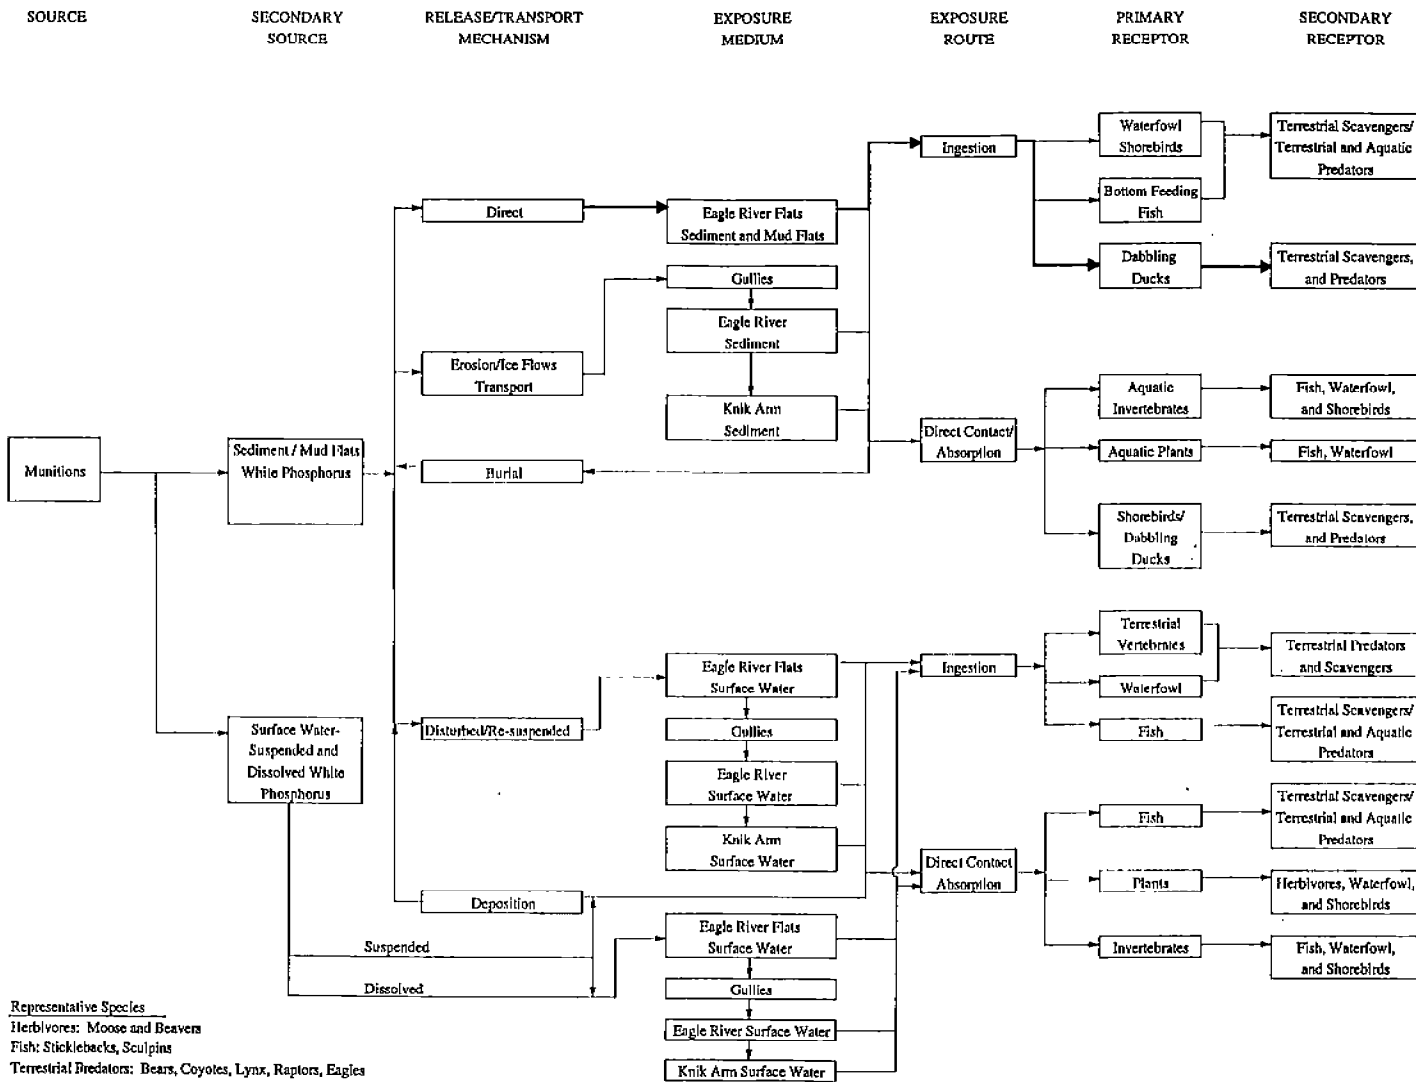 SOURCE
SECONDARY
SOURCE
RELEASE/TRANSPORT
MECHANISM
EXPOSURE
MEDIUM
EXPOSURE
ROUTE
PRIMARY
RECEPTOR
SECONDARY
RECEPTOR
Munitions
Sediment / Mud Flats
White Phosphorus
Surface Water-
Suspended and
Dissolved White
Phosphorus
Direct
Erosion/Ice Flows
Transport
Burial
Disturbed/Re-suspended
Deposition
Suspended
Dissolved
Eagle River Flats
Sediment and Mud Flats
Gullies
Eagle River
Sediment
Knik Arm
Sediment
Eagle River Flats
Surface Water
Gullies
Eagle River
Surface Water
Knik Arm
Surface Water
Eagle River Flats
Surface Water
Gullies
Eagle River Surface Water
Knik Arm Surface Water
Ingestion
Direct Contact/
Absorption
Ingestion
Direct Contact
Absorption
Waterfowl
Shorebirds
Bottom Feeding
Fish
Dabbling
Ducks
Aquatic
Invertebrates
Aquatic Plants
Shorebirds/
Dabbling
Ducks
Terrestrial
Vertebrates
Waterfowl
Fish
Fish
Plants
Invertebrates
Terrestrial Scavengers/
Terrestrial and Aquatic
Predators
Terrestrial Scavengers,
and Predators
Fish, Waterfowl,
and Shorebirds
Fish, Waterfowl
Terrestrial Scavengers,
and Predators
Terrestrial Predators
and Scavengers
Terrestrial Scavengers/
Terrestrial and Aquatic
Predators
Terrestrial Scavengers/
Terrestrial and Aquatic
Predators
Herbivores, Waterfowl,
and Shorebirds
Fish, Waterfowl,
and Shorebirds
Representative Species
Herbivores: Moose and Beavers
Fish: Sticklebacks, Sculpins
Terrestrial Predators: Bears, Coyotes, Lynx, Raptors, Eagles